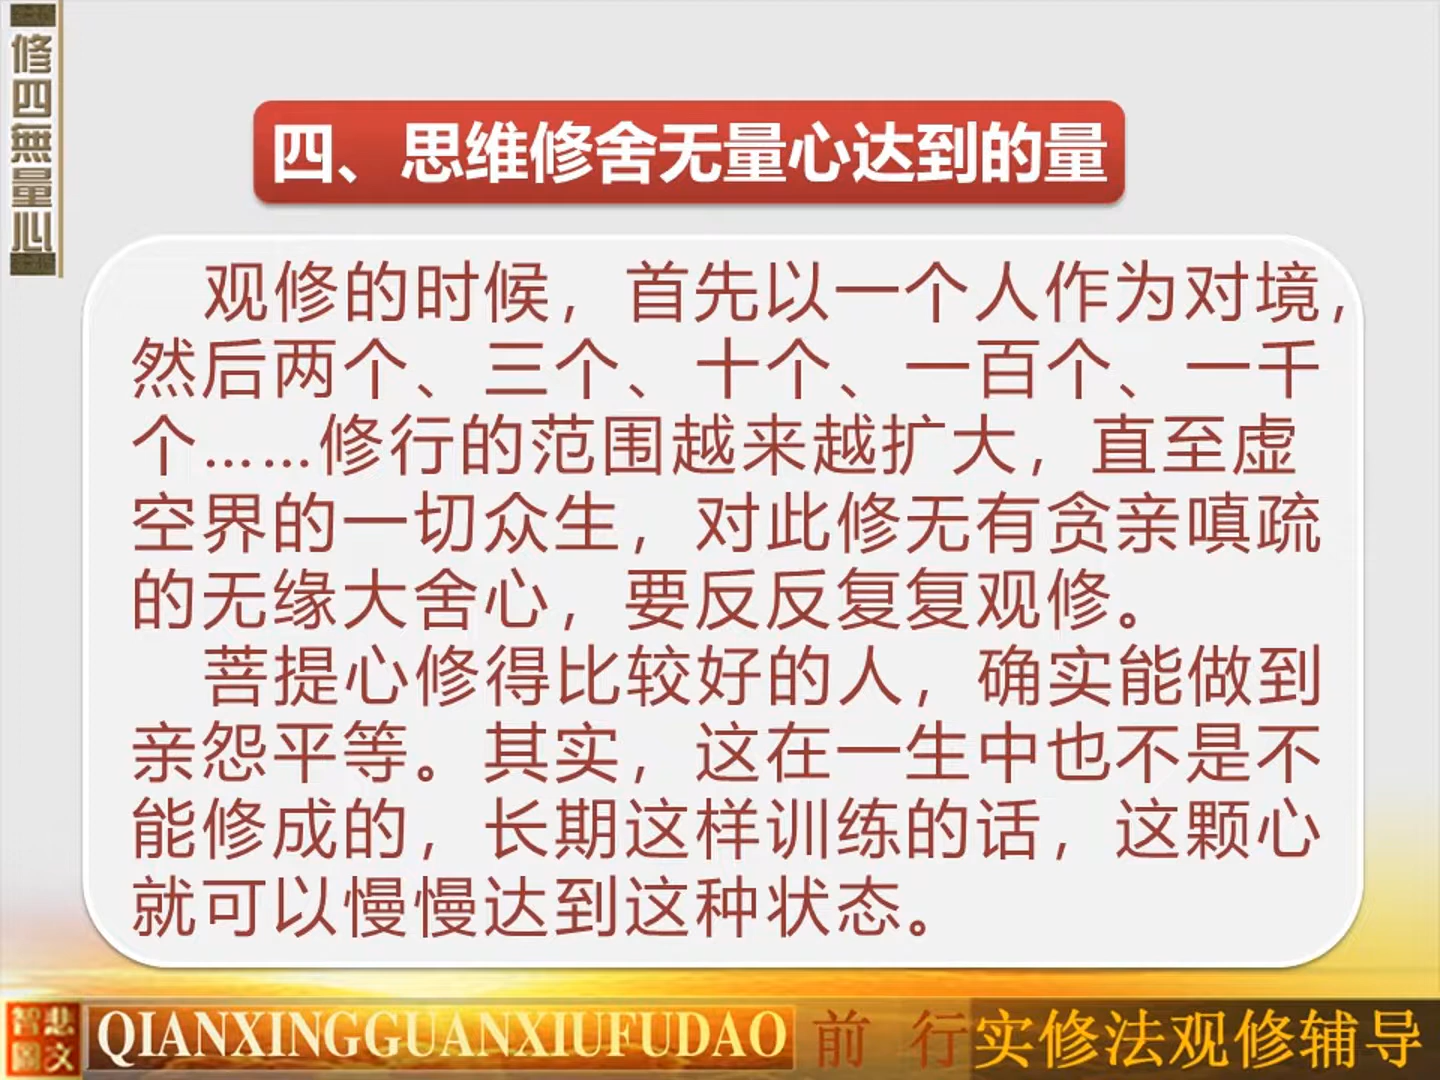 修四無量心
四、思维修舍无量心达到的量
观修的时候，首先以一个人作为对境，
然后两个、三个、十个、一百个、一千
个……修行的范围越来越扩大，直至虚
空界的一切众生，对此修无有贪亲嗔疏
的无缘大舍心，要反反复复观修。
菩提心修得比较好的人，确实能做到
亲怨平等。其实，这在一生中也不是不
能修成的，长期这样训练的话，这颗心
就可以慢慢达到这种状态。
智悲
圖文
QIANXINGGUANXIUFUDAO 前 行实修法观修辅导